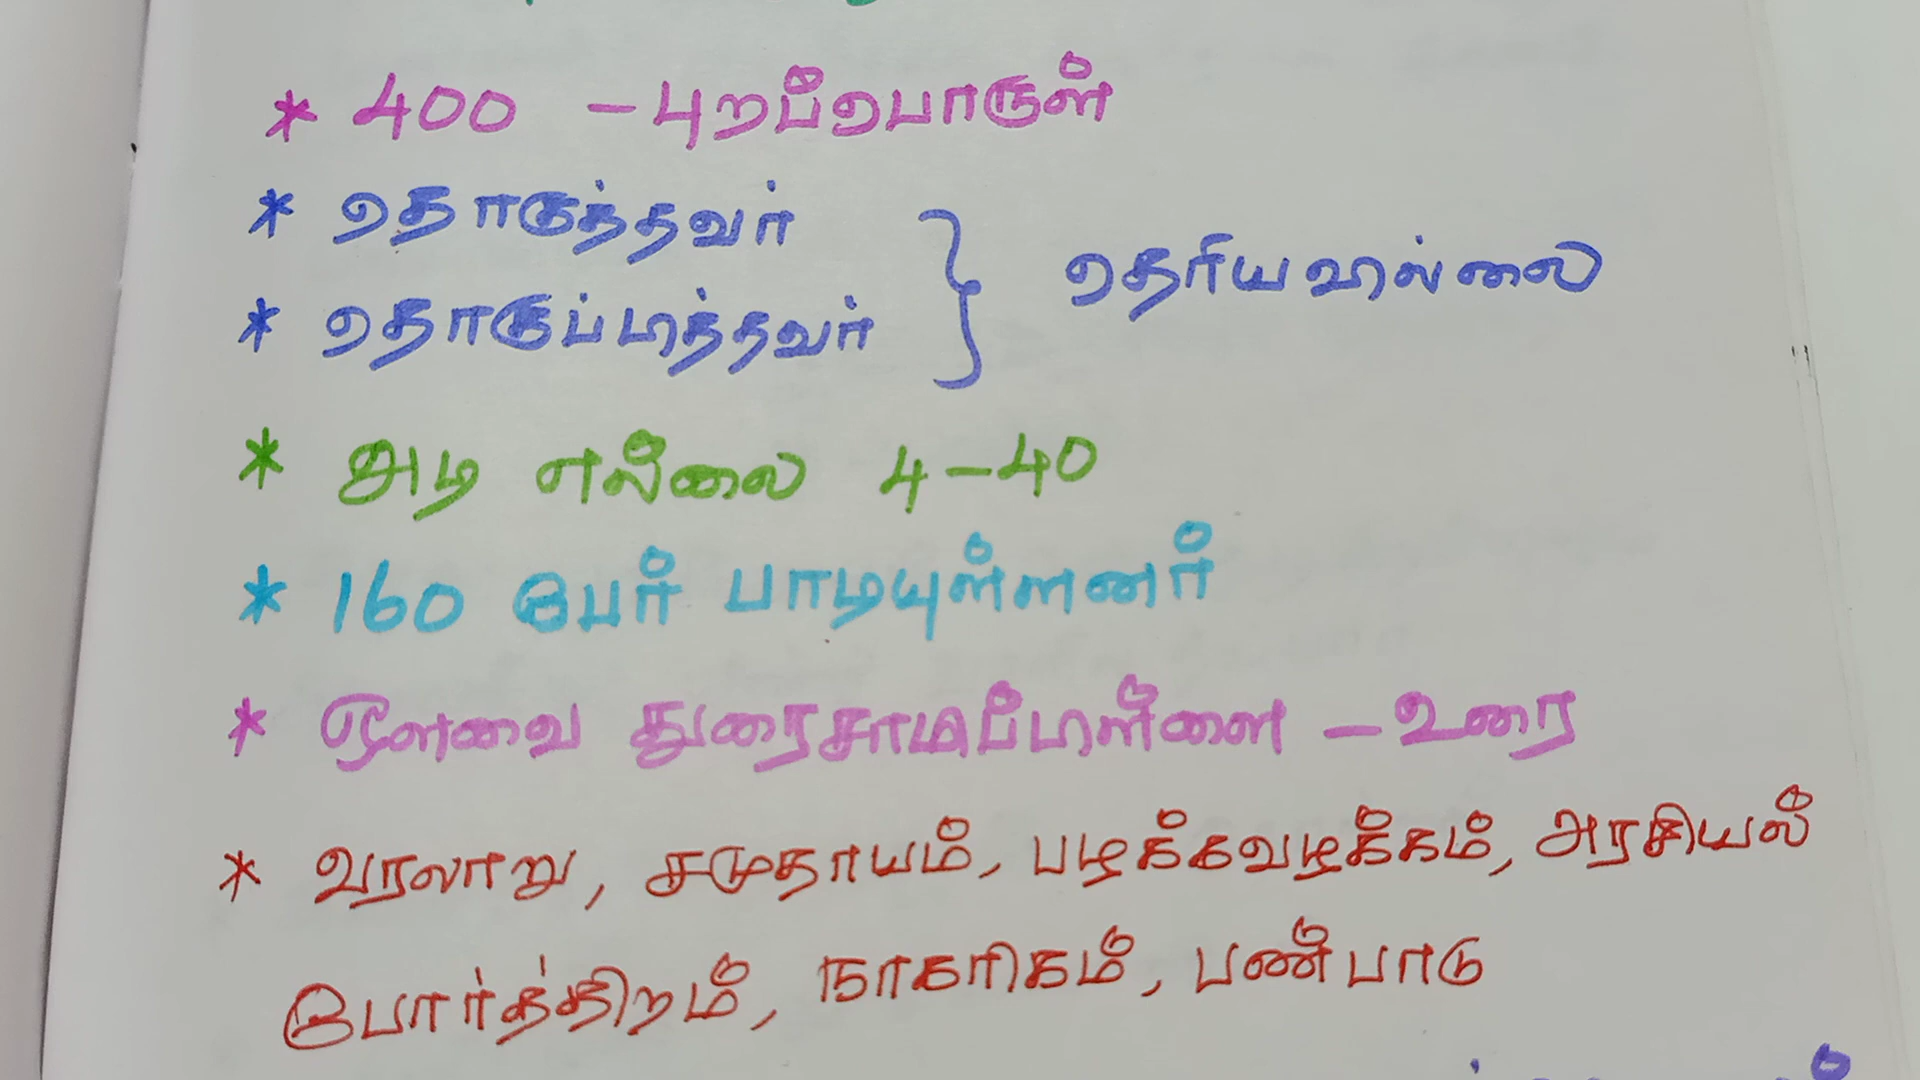 * 400 - புறப்பொருள்
* தொகுத்தவர்
} தெரியவில்லை
* தொகுப்பித்தவர்
* அடி எல்லை 4-40
* 160 பேர் பாடியுள்ளனர்
* ஔவை துரைசாமிப்பிள்ளை - உரை
* வரலாறு, சமுதாயம், பழக்கவழக்கம், அரசியல்
போர்த்திறம், நாகரிகம், பண்பாடு